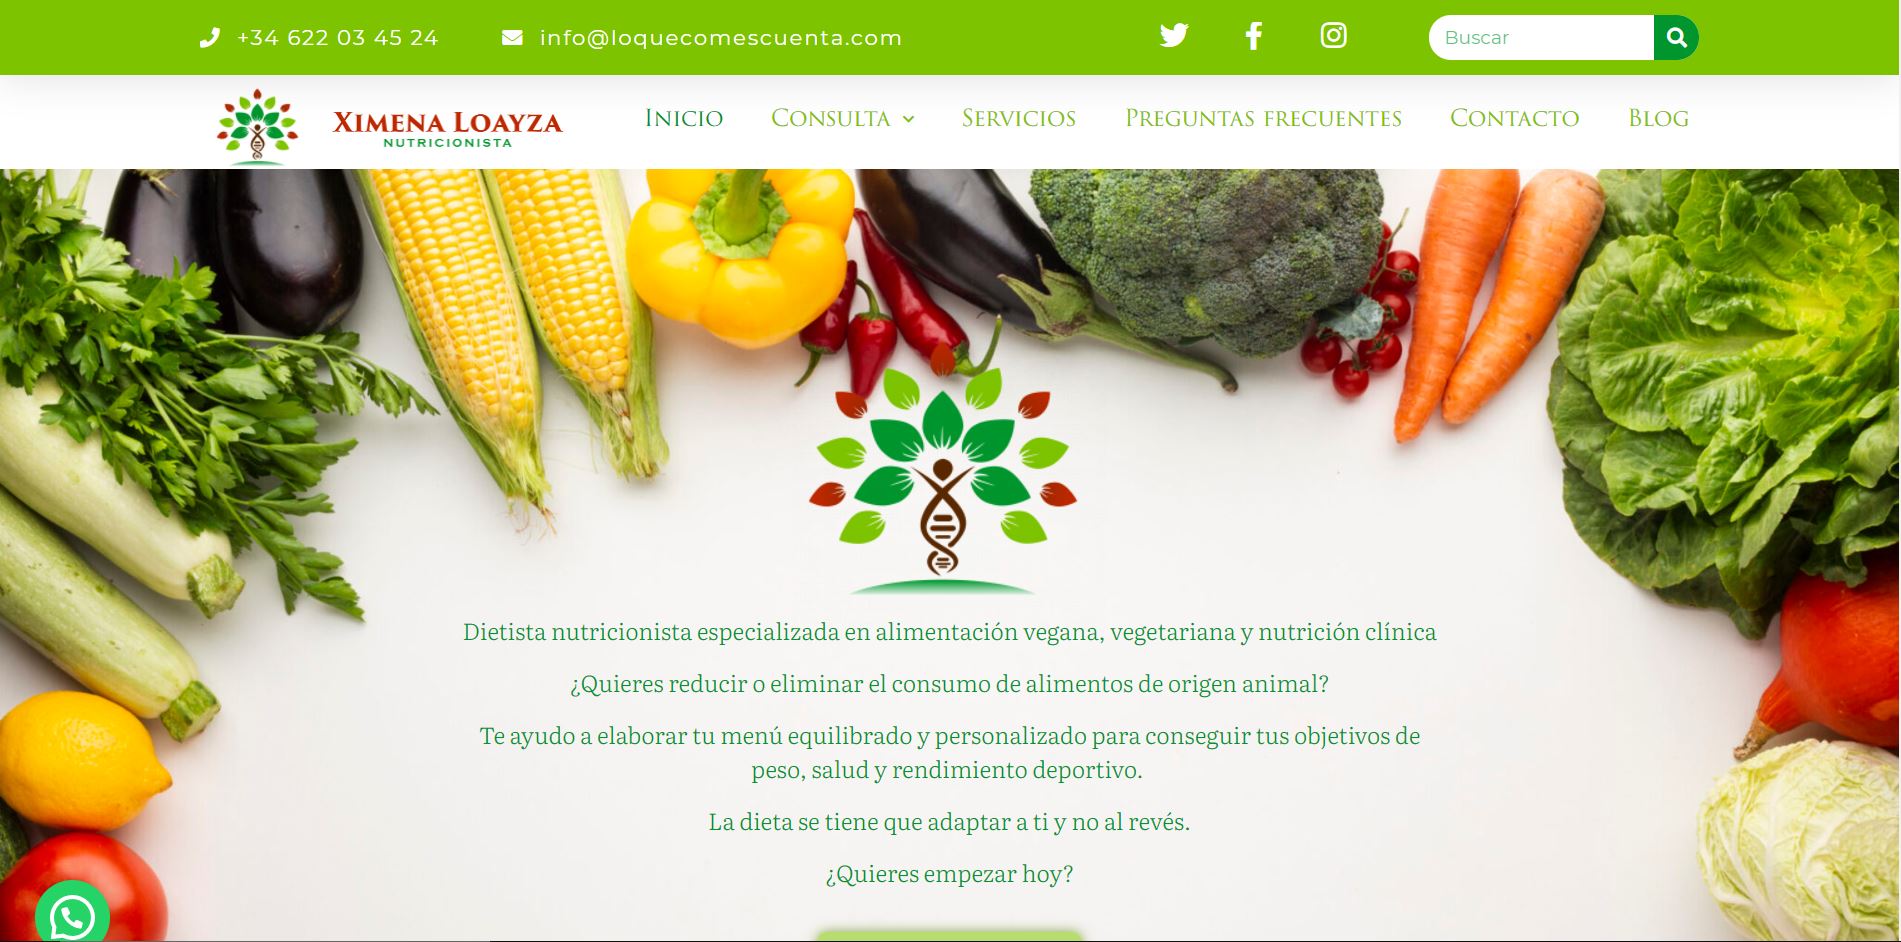 +34 622 03 45 24
info@loquecomescuenta.com
Buscar
Ximena Loayza
NUTRICIONISTA
Inicio
Consulta
Servicios
Preguntas frecuentes
Contacto
Blog
Dietista nutricionista especializada en alimentación vegana, vegetariana y nutrición clínica
¿Quieres reducir o eliminar el consumo de alimentos de origen animal?
Te ayudo a elaborar tu menú equilibrado y personalizado para conseguir tus objetivos de
peso, salud y rendimiento deportivo.
La dieta se tiene que adaptar a ti y no al revés.
¿Quieres empezar hoy?